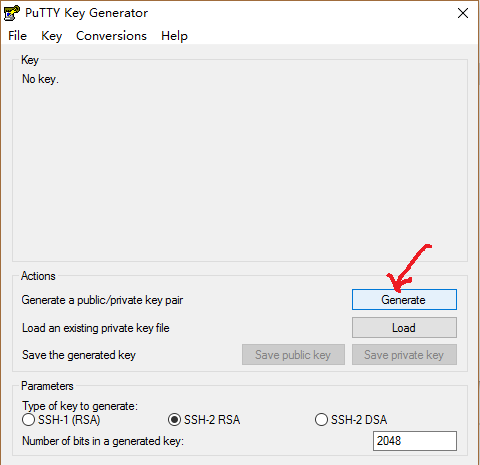 PuTTY Key Generator
File Key Conversions Help
Key
No key.
Actions
Generate a public/private key pair Generate
Load an existing private key file Load
Save the generated key Save public key Save private key
Parameters
Type of key to generate:
SSH-1 (RSA) SSH-2 RSA SSH-2 DSA
Number of bits in a generated key: 2048